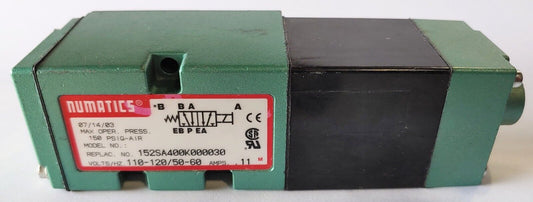 NUMATICS
B B A A
EB P EA
07/14/03
MAX OPER. PRESS.
150 PSIG-AIR
MODEL NO.:
REPLAC. NO. 152SA400K000030
VOLTS/HZ 110-120/50-60 AMPS. .11 M
CE